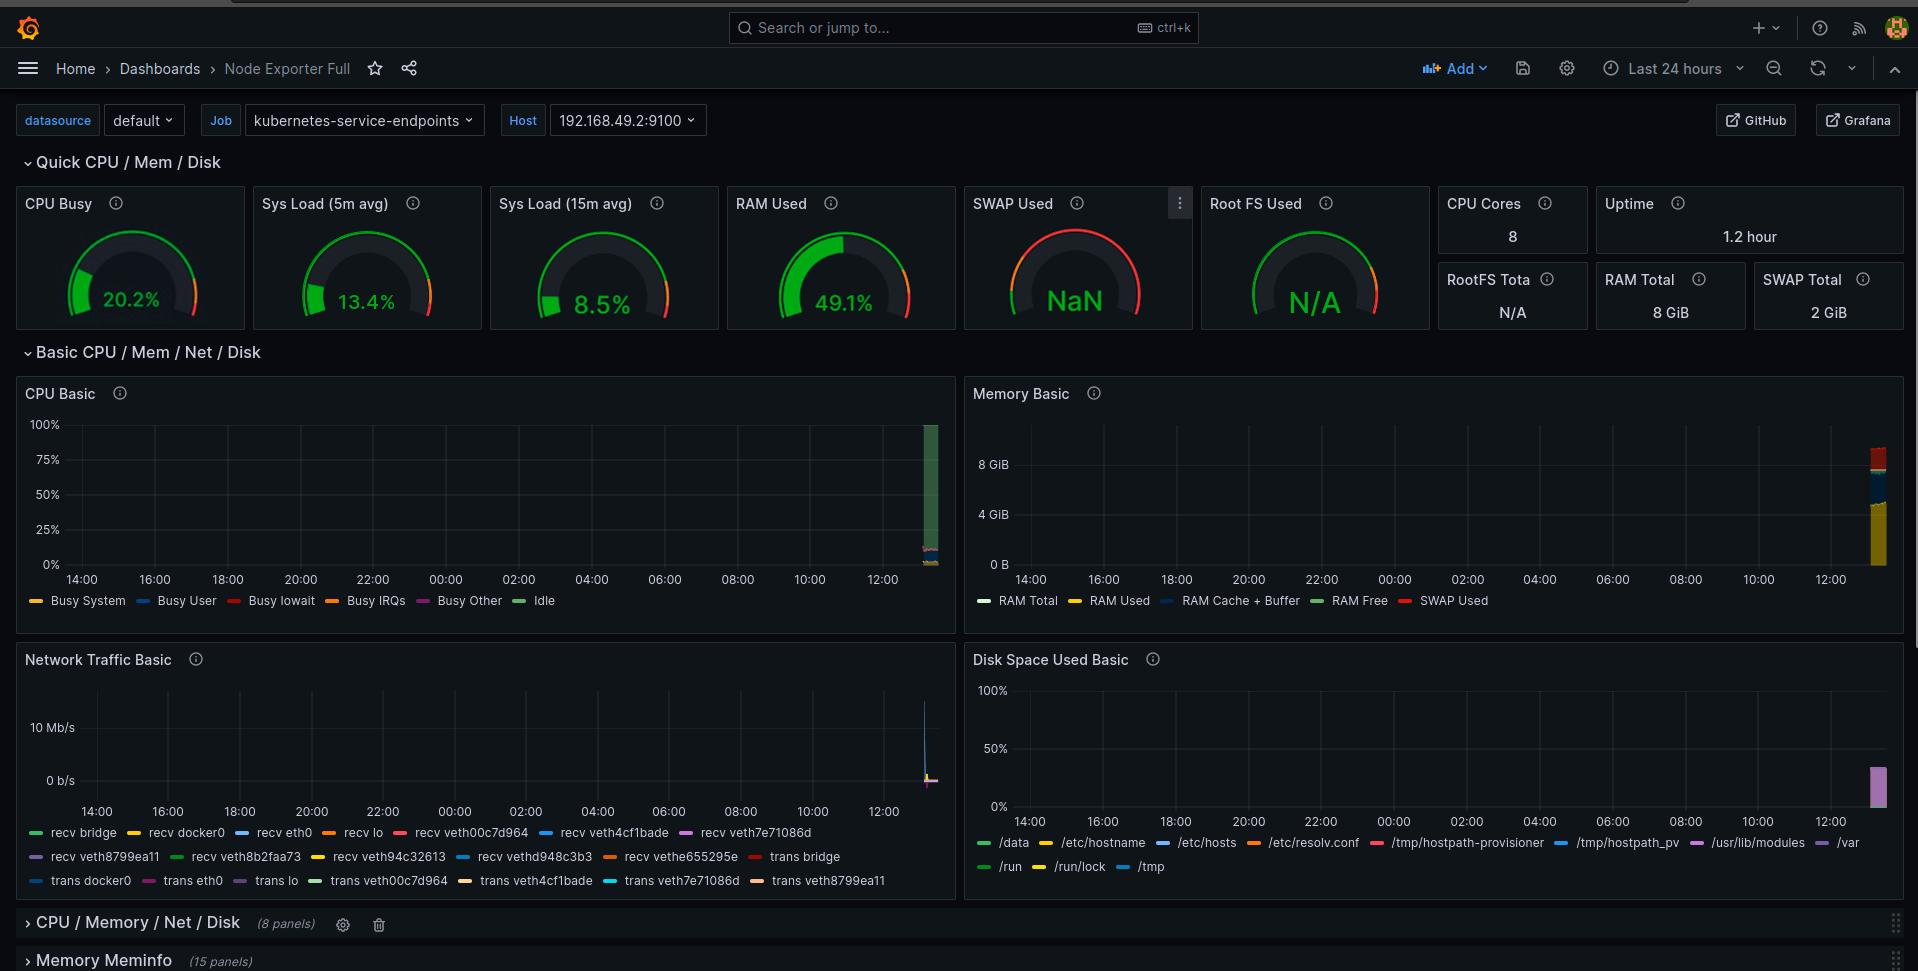 Search or jump to...
ctrl+k
Home › Dashboards › Node Exporter Full
Add
Last 24 hours
datasource default
Job kubernetes-service-endpoints
Host 192.168.49.2:9100
GitHub
Grafana
Quick CPU / Mem / Disk
CPU Busy
20.2%
Sys Load (5m avg)
13.4%
Sys Load (15m avg)
8.5%
RAM Used
49.1%
SWAP Used
NaN
Root FS Used
N/A
CPU Cores
8
Uptime
1.2 hour
RootFS Tota
N/A
RAM Total
8 GiB
SWAP Total
2 GiB
Basic CPU / Mem / Net / Disk
CPU Basic
100%
75%
50%
25%
0%
14:00 16:00 18:00 20:00 22:00 00:00 02:00 04:00 06:00 08:00 10:00 12:00
Busy System Busy User Busy Iowait Busy IRQs Busy Other Idle
Memory Basic
8 GiB
4 GiB
0 B
14:00 16:00 18:00 20:00 22:00 00:00 02:00 04:00 06:00 08:00 10:00 12:00
RAM Total RAM Used RAM Cache + Buffer RAM Free SWAP Used
Network Traffic Basic
10 Mb/s
0 b/s
14:00 16:00 18:00 20:00 22:00 00:00 02:00 04:00 06:00 08:00 10:00 12:00
recv bridge recv docker0 recv eth0 recv lo recv veth00c7d964 recv veth4cf1bade recv veth7e71086d
recv veth8799ea11 recv veth8b2faa73 recv veth94c32613 recv vethd948c3b3 recv vethe655295e trans bridge
trans docker0 trans eth0 trans lo trans veth00c7d964 trans veth4cf1bade trans veth7e71086d trans veth8799ea11
Disk Space Used Basic
100%
50%
0%
14:00 16:00 18:00 20:00 22:00 00:00 02:00 04:00 06:00 08:00 10:00 12:00
/data /etc/hostname /etc/hosts /etc/resolv.conf /tmp/hostpath-provisioner /tmp/hostpath_pv /usr/lib/modules /var
/run /run/lock /tmp
CPU / Memory / Net / Disk (8 panels)
Memory Meminfo (15 panels)